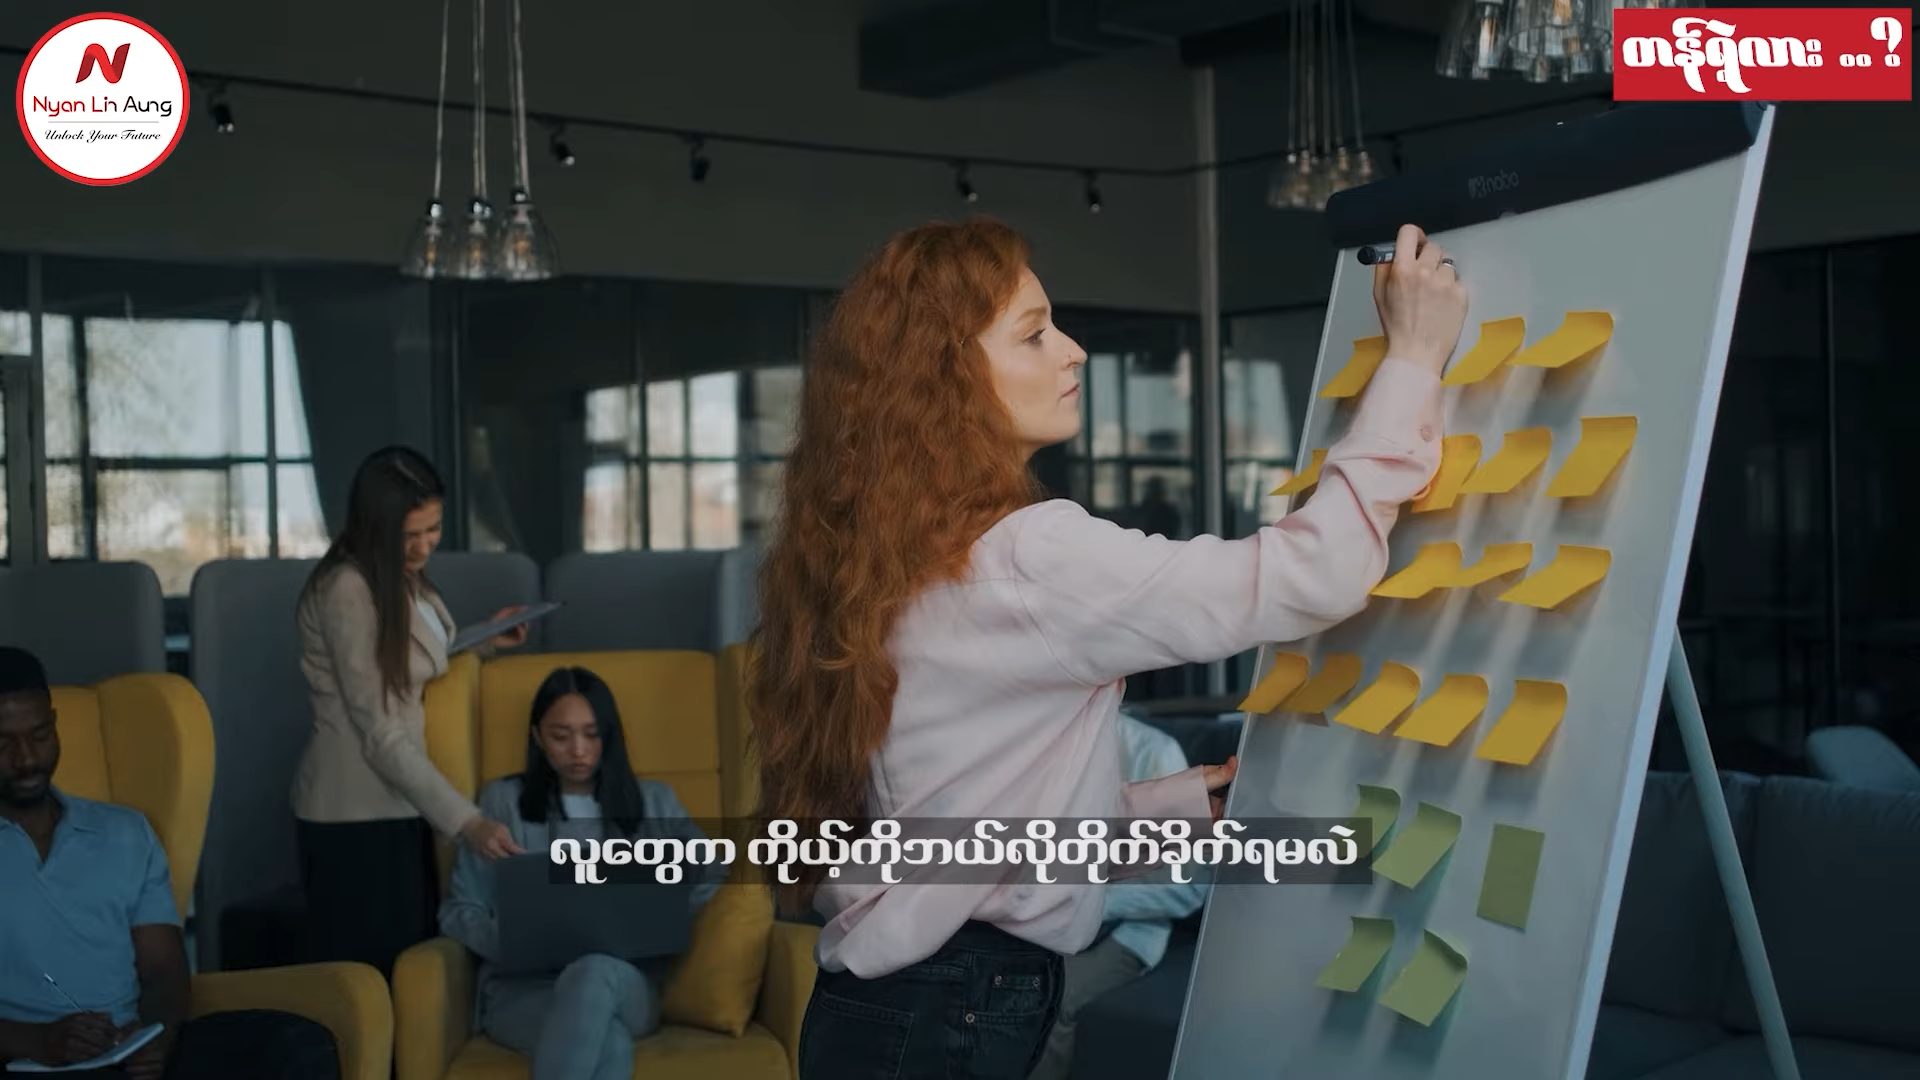 Nyan Lin Aung
Unlock Your Future
တန်ရဲ့လား ..?
nobo
လူတွေက ကိုယ့်ကိုဘယ်လိုတိုက်ခိုက်ရမလဲ